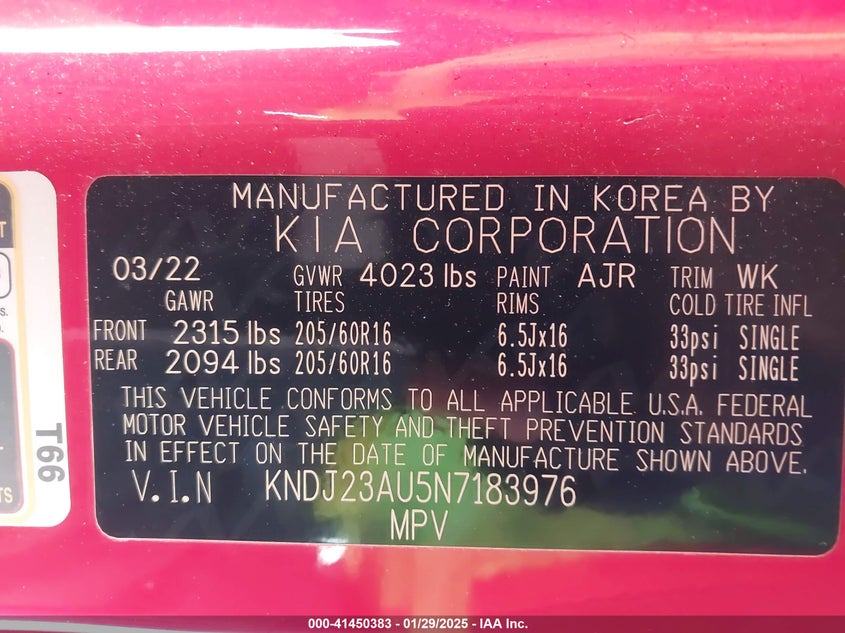 MANUFACTURED IN KOREA BY
KIA CORPORATION
03/22 GVWR 4023 lbs PAINT AJR TRIM WK
GAWR TIRES RIMS COLD TIRE INFL
FRONT 2315 lbs 205/60R16 6.5Jx16 33psi SINGLE
REAR 2094 lbs 205/60R16 6.5Jx16 33psi SINGLE
THIS VEHICLE CONFORMS TO ALL APPLICABLE U.S.A. FEDERAL
MOTOR VEHICLE SAFETY AND THEFT PREVENTION STANDARDS
IN EFFECT ON THE DATE OF MANUFACTURE SHOWN ABOVE.
V.I.N KNDJ23AU5N7183976
MPV
T66
000-41450383 - 01/29/2025 - IAA Inc.